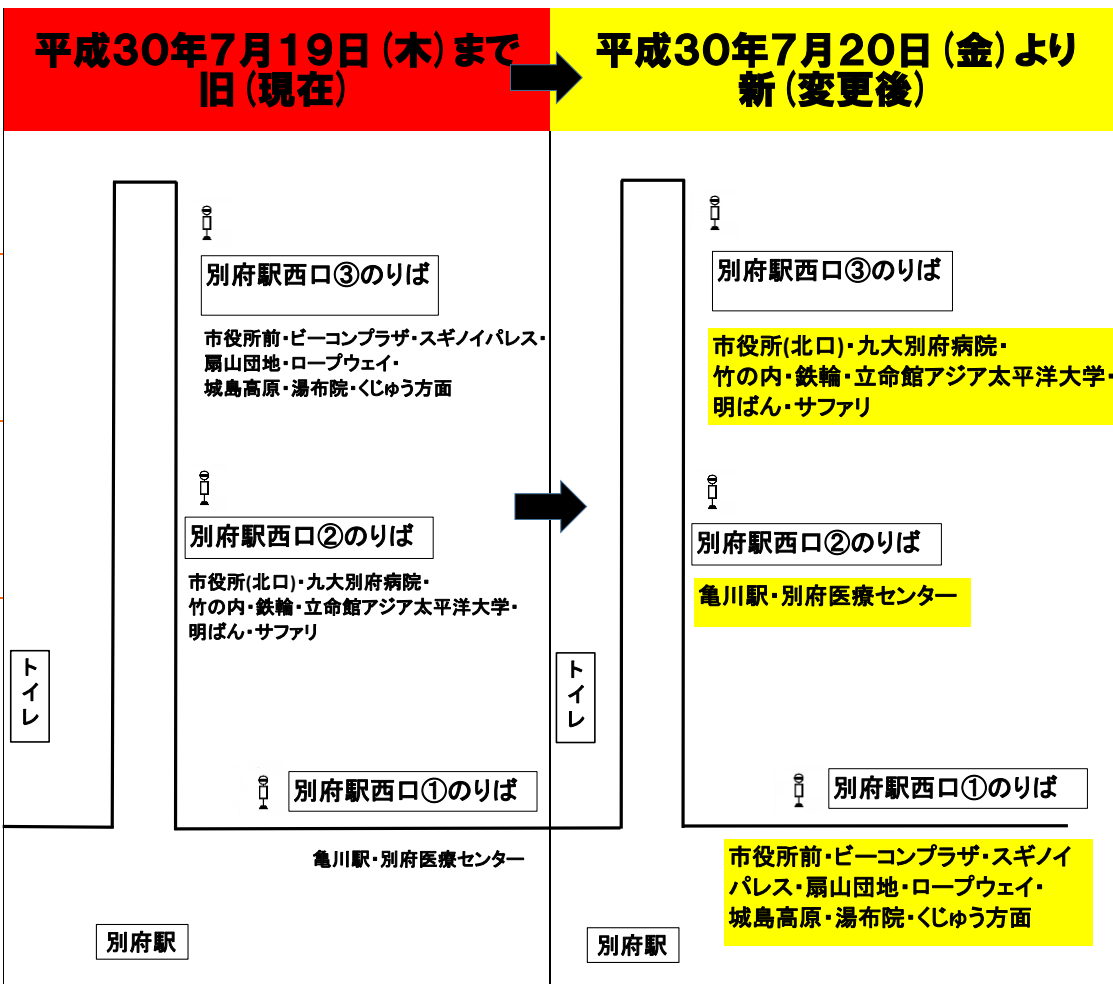 平成30年7月19日(木)まで
旧(現在)
別府駅西口③のりば
市役所前・ビーコンプラザ・スギノイパレス・
扇山団地・ロープウェイ・
城島高原・湯布院・くじゅう方面
別府駅西口②のりば
市役所(北口)・九大別府病院・
竹の内・鉄輪・立命館アジア太平洋大学・
明ばん・サファリ
トイレ
別府駅西口①のりば
亀川駅・別府医療センター
別府駅
平成30年7月20日(金)より
新(変更後)
別府駅西口③のりば
市役所(北口)・九大別府病院・
竹の内・鉄輪・立命館アジア太平洋大学・
明ばん・サファリ
別府駅西口②のりば
亀川駅・別府医療センター
トイレ
別府駅西口①のりば
市役所前・ビーコンプラザ・スギノイ
パレス・扇山団地・ロープウェイ・
城島高原・湯布院・くじゅう方面
別府駅